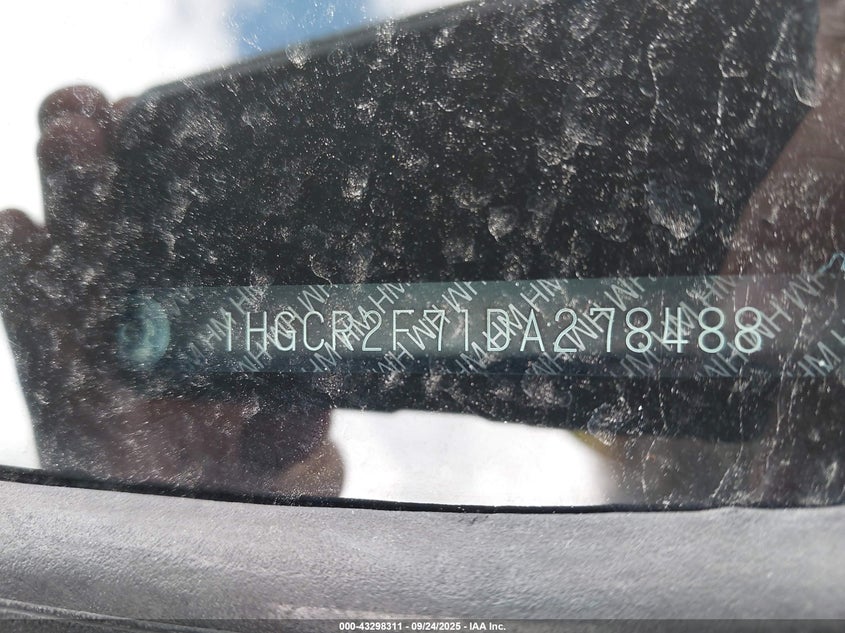 1HGCR2F71DA278488
000-43298311 - 09/24/2025 - IAA Inc.